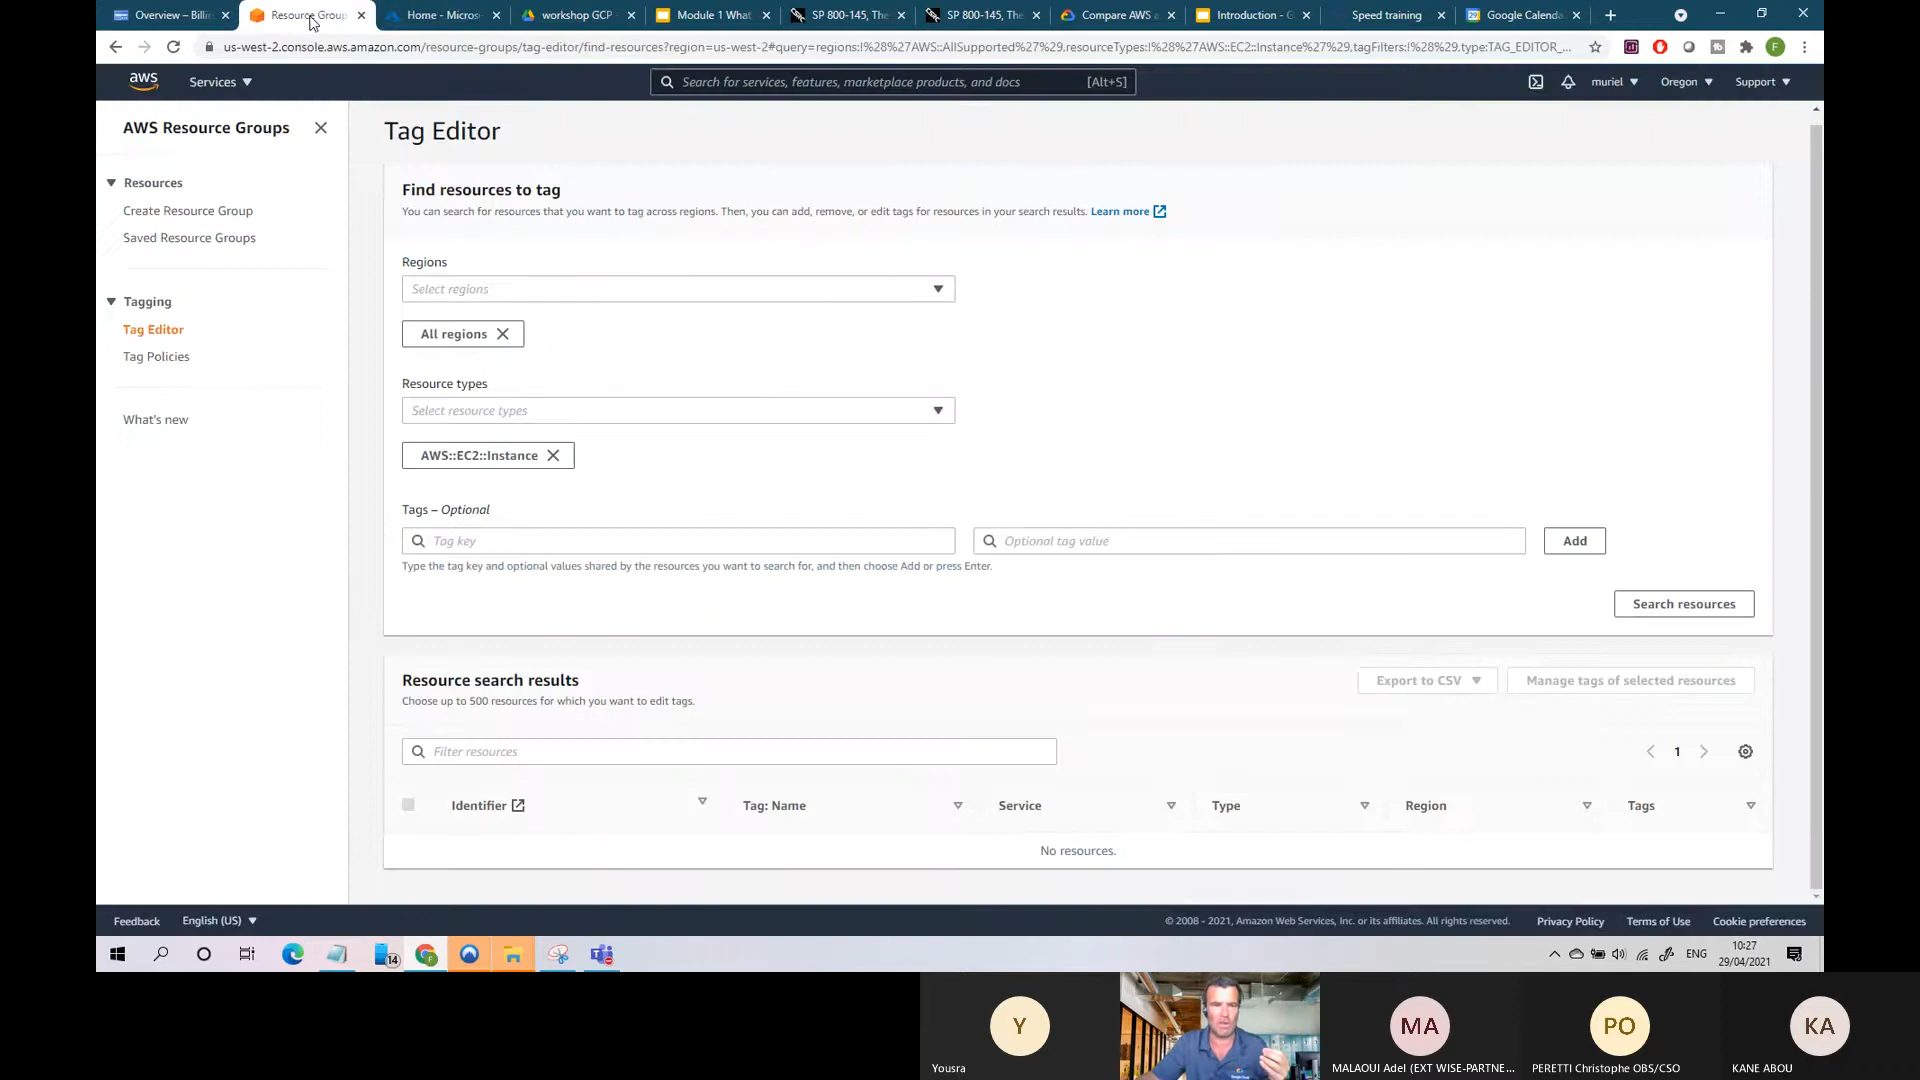 Overview – Billi
Resource Group
Home - Micros
workshop GCP -
Module 1 What
SP 800-145, The
SP 800-145, The
Compare AWS a
Introduction - G
Speed training
Google Calenda
us-west-2.console.aws.amazon.com/resource-groups/tag-editor/find-resources?region=us-west-2#query=regions:!%28%27AWS::AllSupported%27%29,resourceTypes:!%28%27AWS::EC2::Instance%27%29,tagFilters:!%28%29,type:TAG_EDITOR_...
F
aws
Services
Search for services, features, marketplace products, and docs
[Alt+S]
muriel
Oregon
Support
AWS Resource Groups
Resources
Create Resource Group
Saved Resource Groups
Tagging
Tag Editor
Tag Policies
What's new
Tag Editor
Find resources to tag
You can search for resources that you want to tag across regions. Then, you can add, remove, or edit tags for resources in your search results. Learn more
Regions
Select regions
All regions
Resource types
Select resource types
AWS::EC2::Instance
Tags – Optional
Tag key
Optional tag value
Add
Type the tag key and optional values shared by the resources you want to search for, and then choose Add or press Enter.
Search resources
Resource search results
Export to CSV
Manage tags of selected resources
Choose up to 500 resources for which you want to edit tags.
Filter resources
1
Identifier
Tag: Name
Service
Type
Region
Tags
No resources.
Feedback
English (US)
© 2008 - 2021, Amazon Web Services, Inc. or its affiliates. All rights reserved.
Privacy Policy
Terms of Use
Cookie preferences
14
F
ENG
10:27
29/04/2021
Y
MA
PO
KA
Yousra
MALAOUI Adel (EXT WISE-PARTNE...
PERETTI Christophe OBS/CSO
KANE ABOU